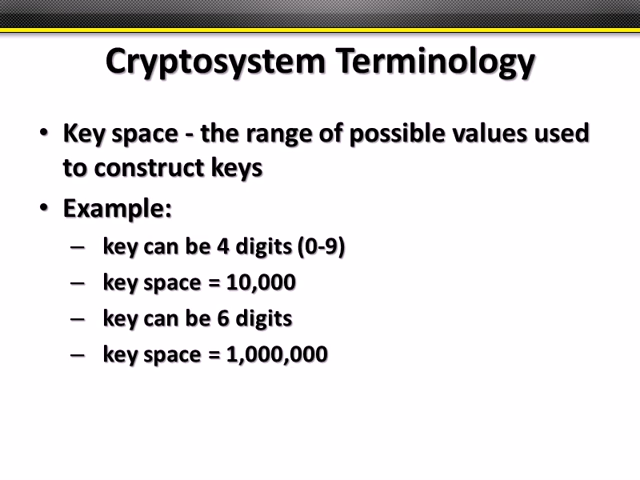 Cryptosystem Terminology
• Key space - the range of possible values used
to construct keys
• Example:
– key can be 4 digits (0-9)
– key space = 10,000
– key can be 6 digits
– key space = 1,000,000